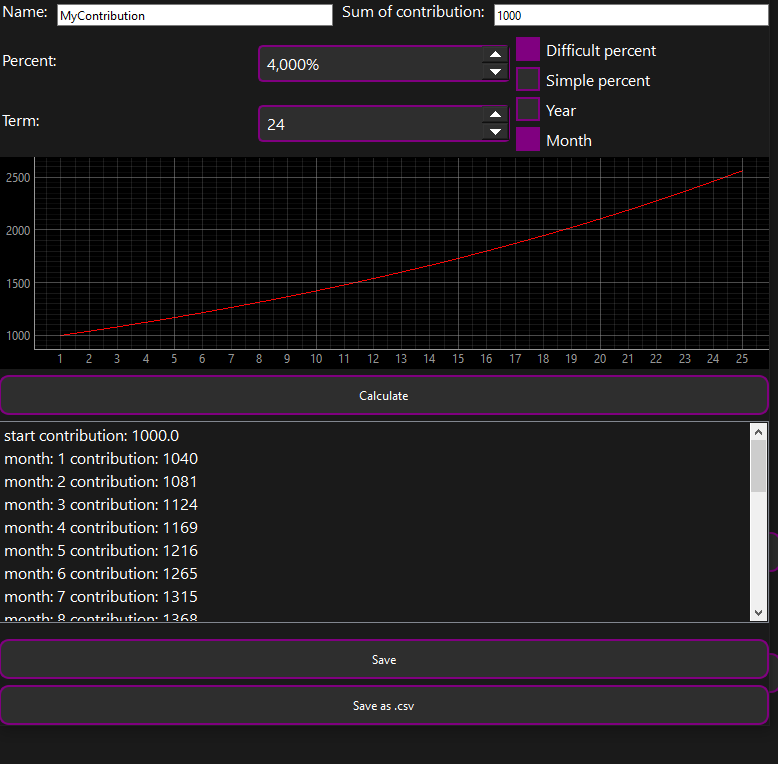 Name: MyContribution Sum of contribution: 1000
Percent: 4,000% Difficult percent
Simple percent
Term: 24 Year
Month
2500
2000
1500
1000
1 2 3 4 5 6 7 8 9 10 11 12 13 14 15 16 17 18 19 20 21 22 23 24 25
Calculate
start contribution: 1000.0
month: 1 contribution: 1040
month: 2 contribution: 1081
month: 3 contribution: 1124
month: 4 contribution: 1169
month: 5 contribution: 1216
month: 6 contribution: 1265
month: 7 contribution: 1315
month: 8 contribution: 1368
Save
Save as .csv